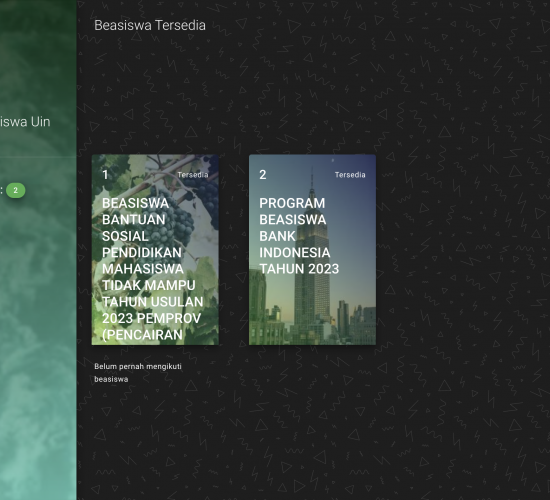 Beasiswa Tersedia
iswa Uin
: 2
1 Tersedia
BEASISWA
BANTUAN
SOSIAL
PENDIDIKAN
MAHASISWA
TIDAK MAMPU
TAHUN USULAN
2023 PEMPROV
(PENCAIRAN
Belum pernah mengikuti
beasiswa
2 Tersedia
PROGRAM
BEASISWA
BANK
INDONESIA
TAHUN 2023